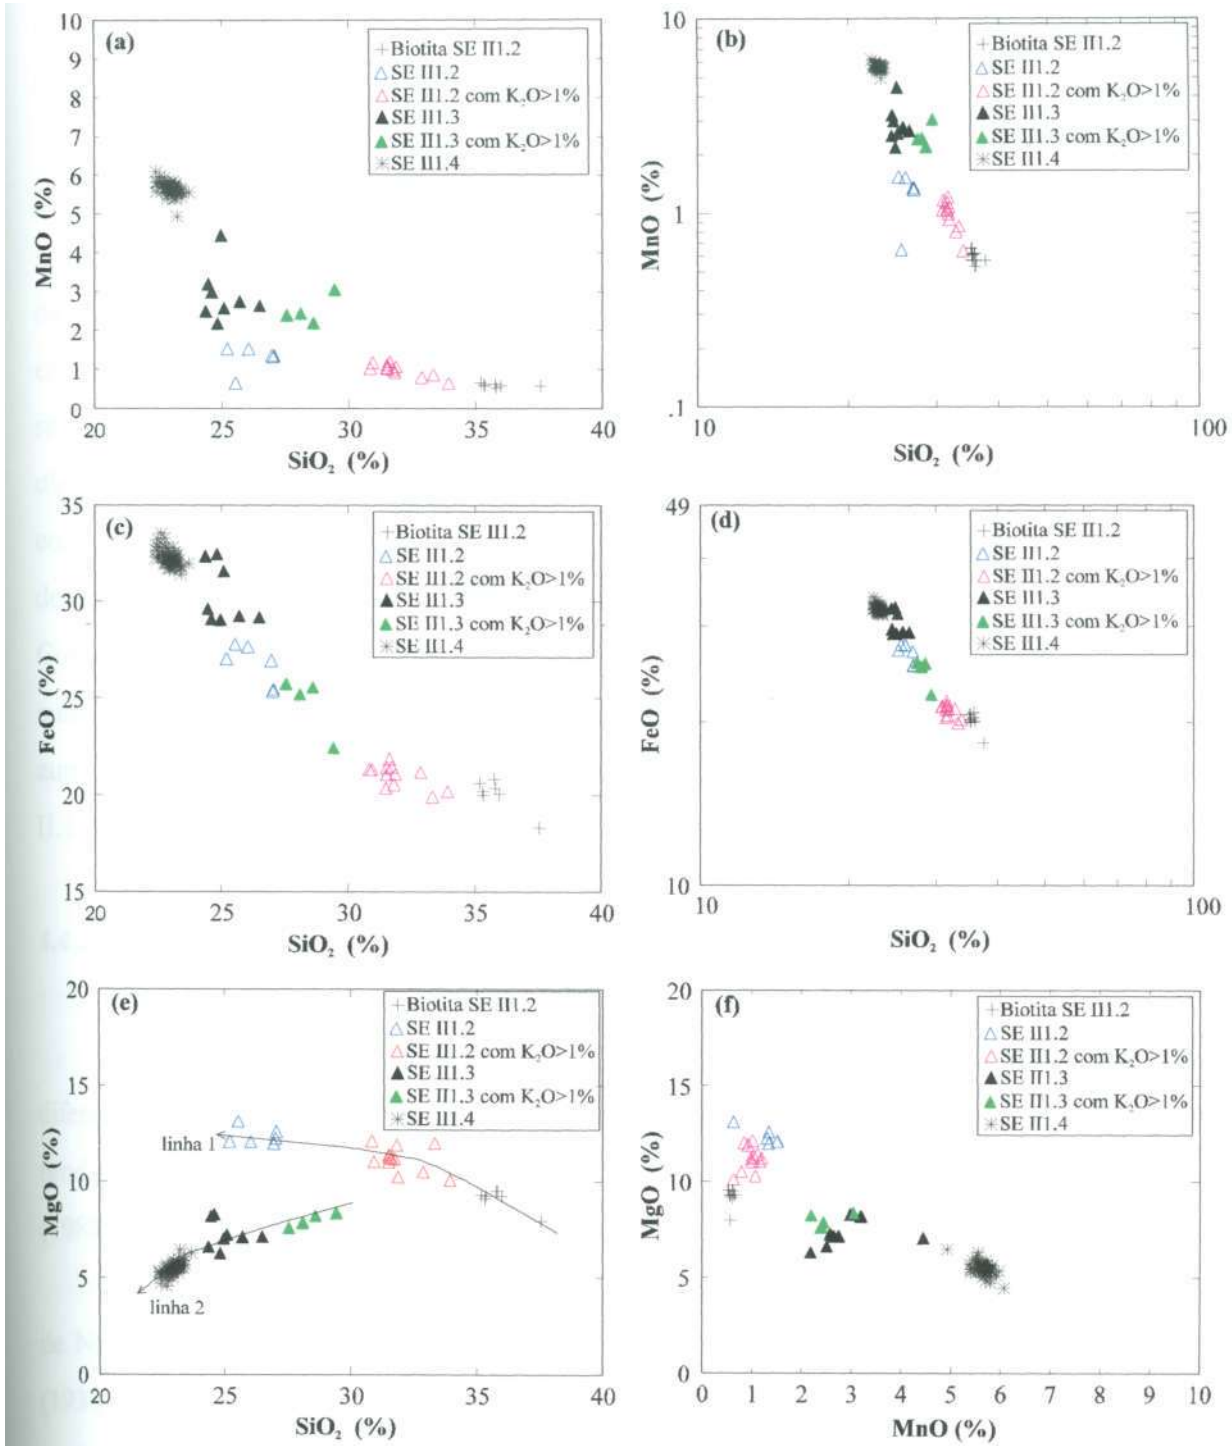 (a)
10
9
8
7
6
5
4
3
2
1
0
MnO (%)
+ Biotita SE II1.2
△ SE II1.2
△ SE II1.2 com K₂O>1%
▲ SE II1.3
▲ SE II1.3 com K₂O>1%
✳ SE II1.4
20 25 30 35 40
SiO₂ (%)
(b)
10
1
.1
MnO (%)
+ Biotita SE II1.2
△ SE II1.2
△ SE II1.2 com K₂O>1%
▲ SE II1.3
▲ SE II1.3 com K₂O>1%
✳ SE II1.4
10 100
SiO₂ (%)
(c)
35
30
25
20
15
FeO (%)
+ Biotita SE II1.2
△ SE II1.2
△ SE II1.2 com K₂O>1%
▲ SE II1.3
▲ SE II1.3 com K₂O>1%
✳ SE II1.4
20 25 30 35 40
SiO₂ (%)
(d)
49
10
FeO (%)
+ Biotita SE II1.2
△ SE II1.2
△ SE II1.2 com K₂O>1%
▲ SE II1.3
▲ SE II1.3 com K₂O>1%
✳ SE II1.4
10 100
SiO₂ (%)
(e)
20
15
10
5
0
MgO (%)
+ Biotita SE II1.2
△ SE II1.2
△ SE II1.2 com K₂O>1%
▲ SE II1.3
▲ SE II1.3 com K₂O>1%
✳ SE II1.4
linha 1
linha 2
20 25 30 35 40
SiO₂ (%)
(f)
20
15
10
5
0
MgO (%)
+ Biotita SE II1.2
△ SE II1.2
△ SE II1.2 com K₂O>1%
▲ SE II1.3
▲ SE II1.3 com K₂O>1%
✳ SE II1.4
0 1 2 3 4 5 6 7 8 9 10
MnO (%)